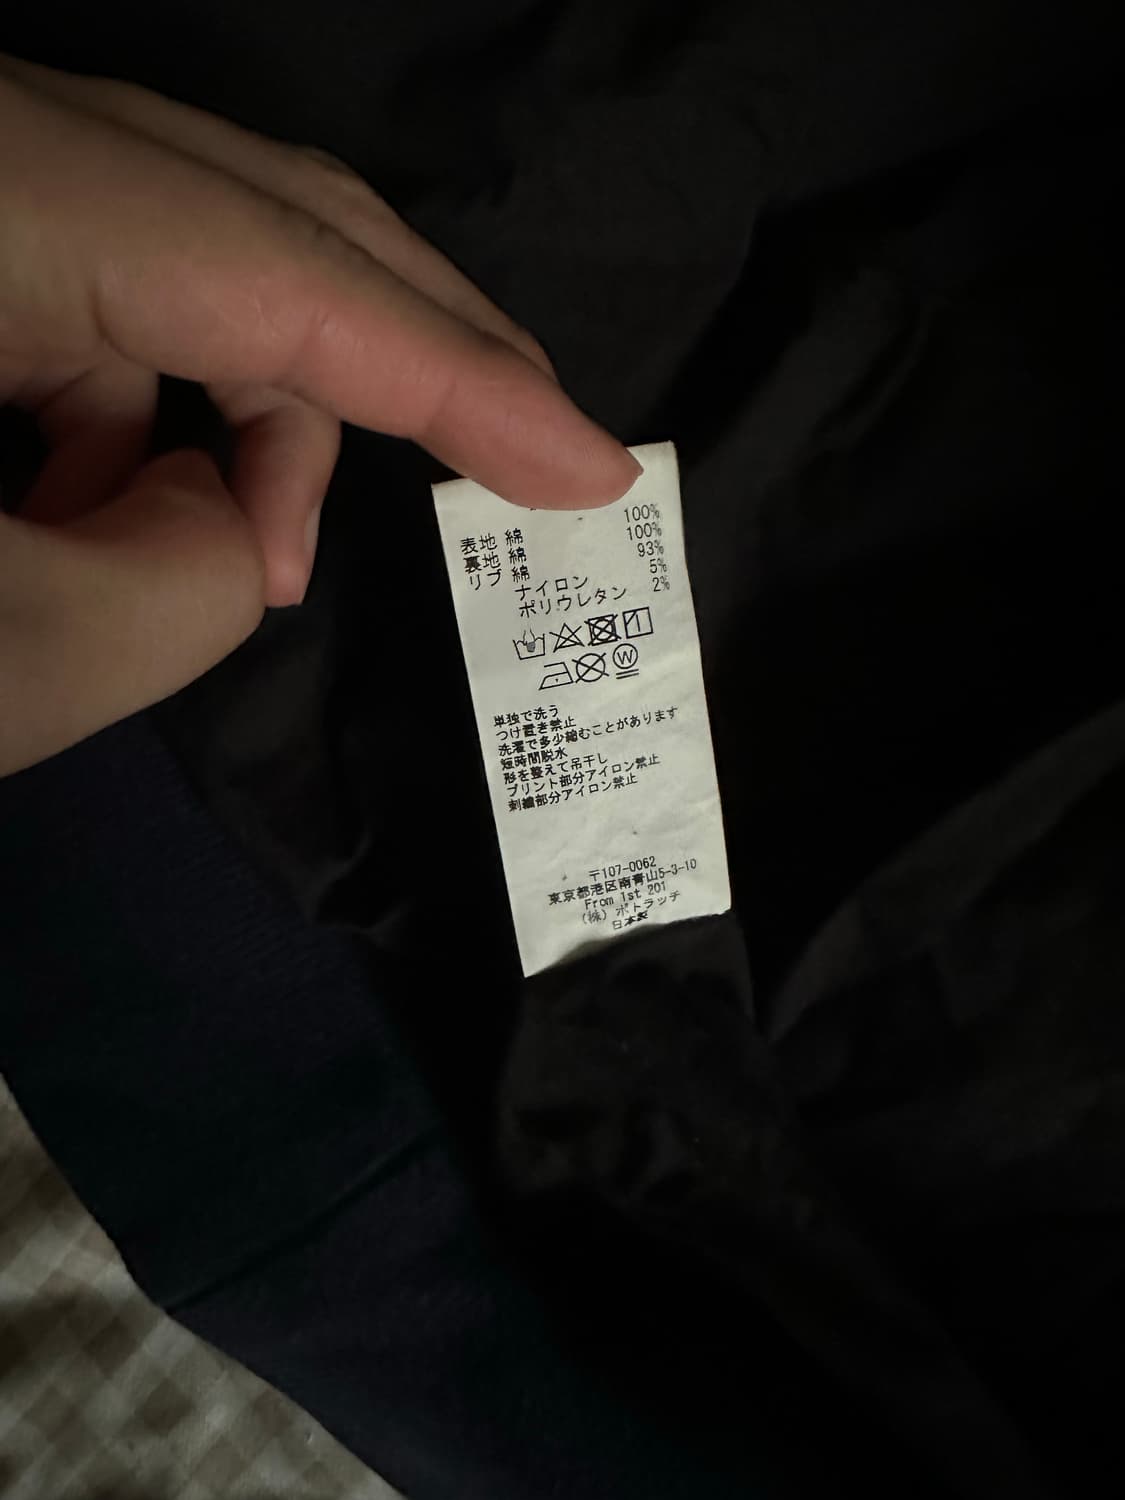 表地 綿 100%
裏地 綿 100%
リブ 綿 93%
ナイロン 5%
ポリウレタン 2%
W
単独で洗う
つけ置き禁止
洗濯で多少縮むことがあります
短時間脱水
形を整えて吊干し
プリント部分アイロン禁止
刺繍部分アイロン禁止
〒107-0062
東京都港区南青山5-3-10
From 1st 201
(株) ポトラッチ
日本製